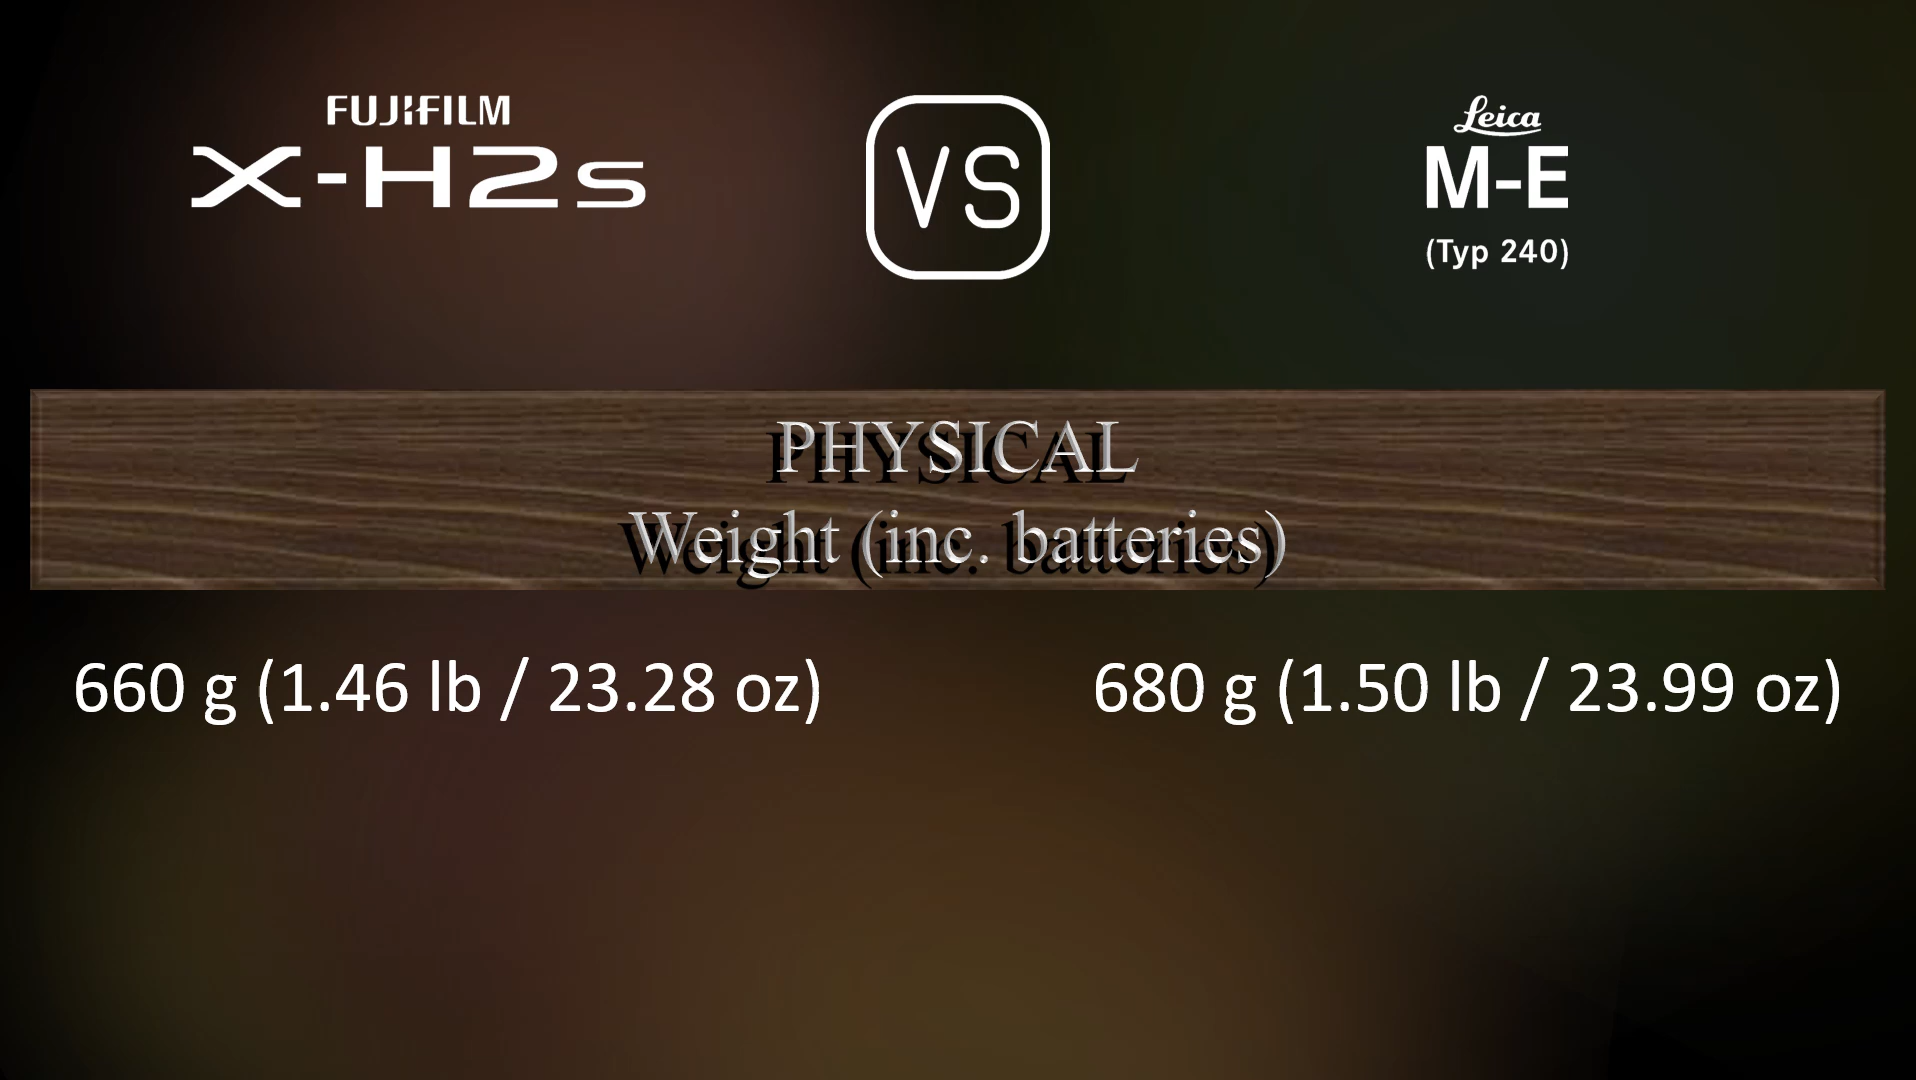 FUJIFILM
X-H2S
VS
Leica
M-E
(Typ 240)
PHYSICAL
Weight (inc. batteries)
660 g (1.46 lb / 23.28 oz)
680 g (1.50 lb / 23.99 oz)